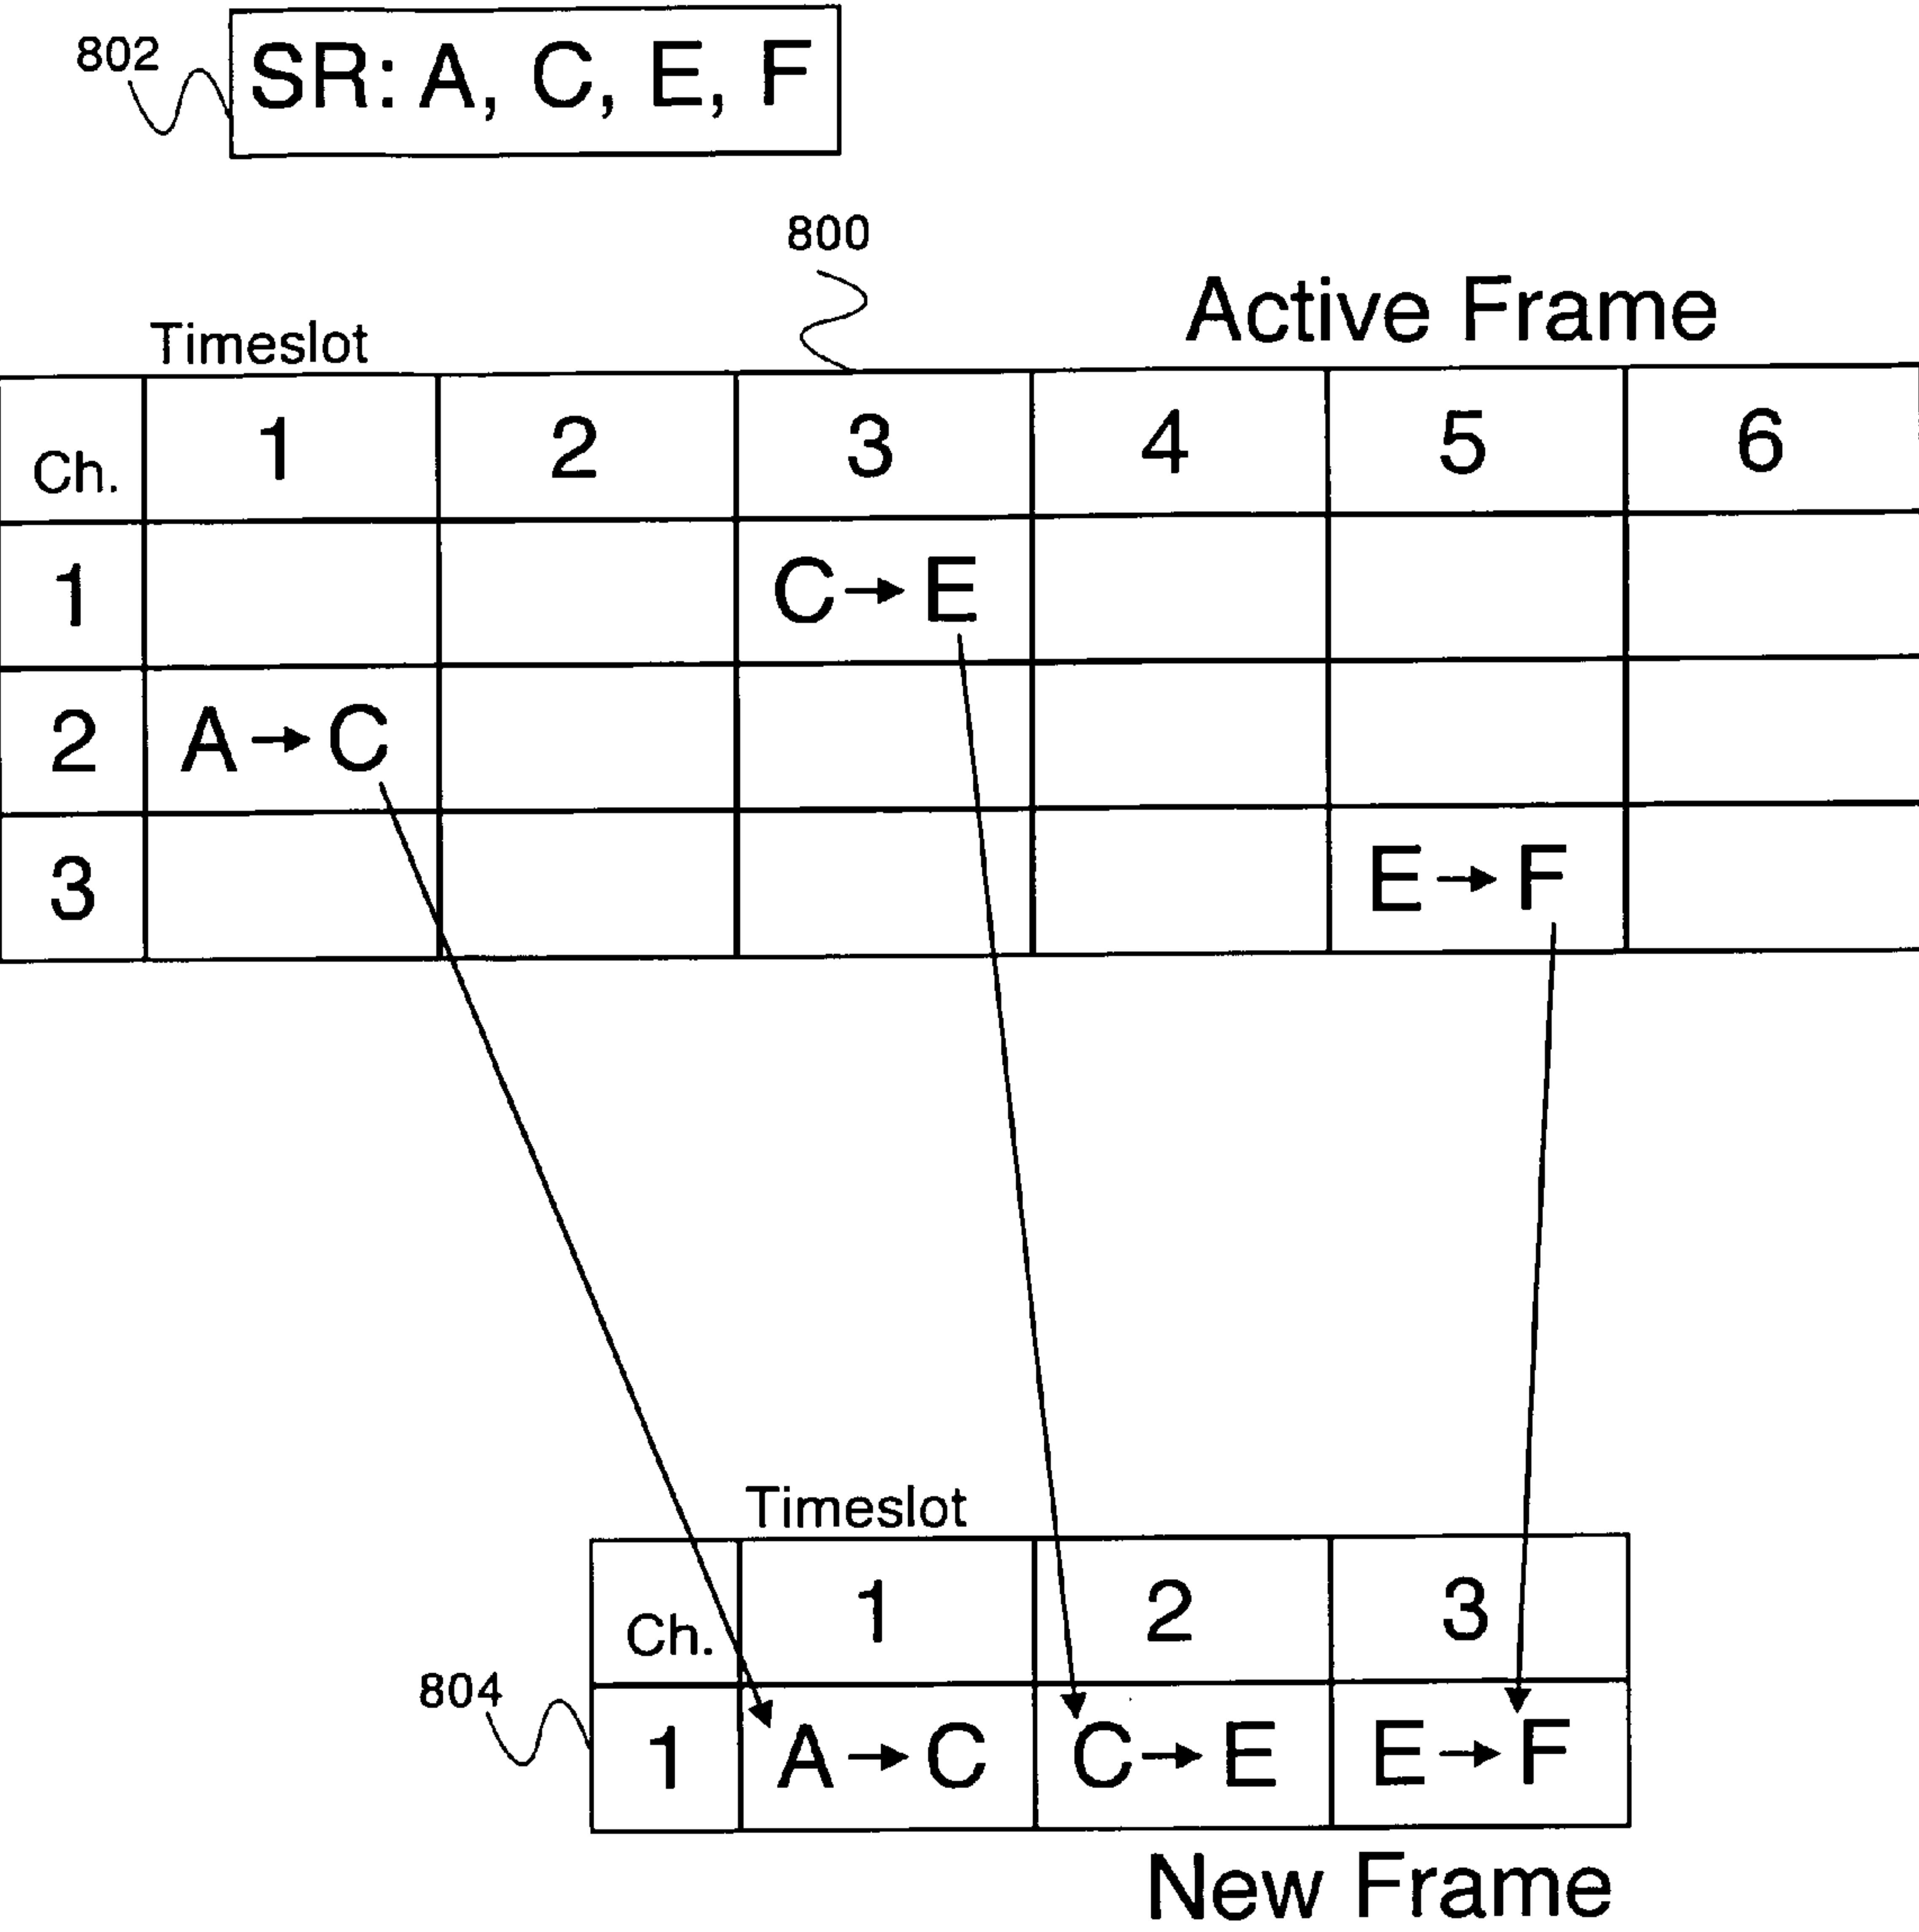 802
SR: A, C, E, F
800
Active Frame
Timeslot
Ch. 1 2 3 4 5 6
1 C→E
2 A→C
3 E→F
Timeslot
Ch. 1 2 3
804
1 A→C C→E E→F
New Frame